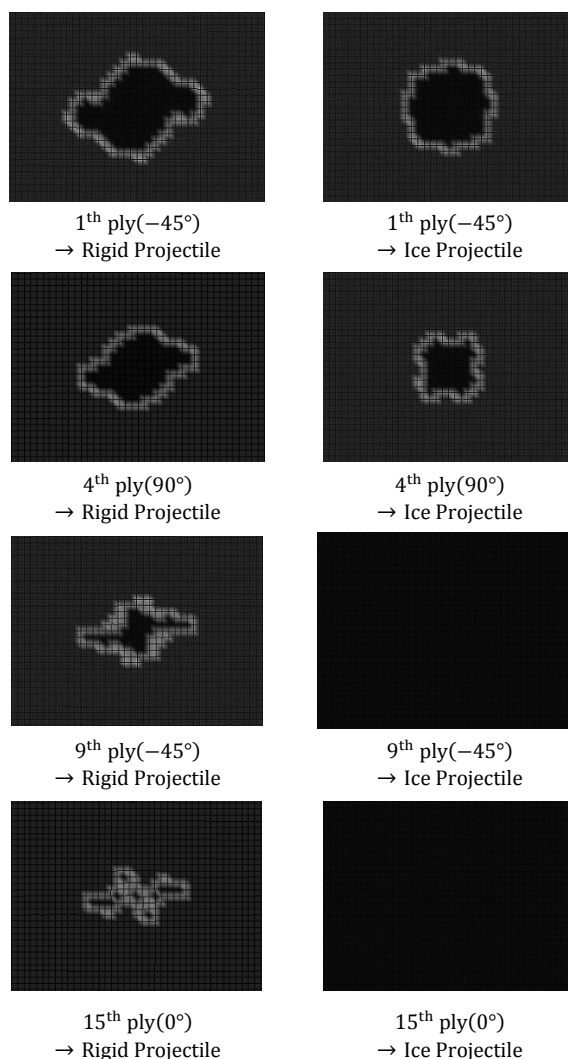 1th ply(−45°)
→ Rigid Projectile
1th ply(−45°)
→ Ice Projectile
4th ply(90°)
→ Rigid Projectile
4th ply(90°)
→ Ice Projectile
9th ply(−45°)
→ Rigid Projectile
9th ply(−45°)
→ Ice Projectile
15th ply(0°)
→ Rigid Projectile
15th ply(0°)
→ Ice Projectile